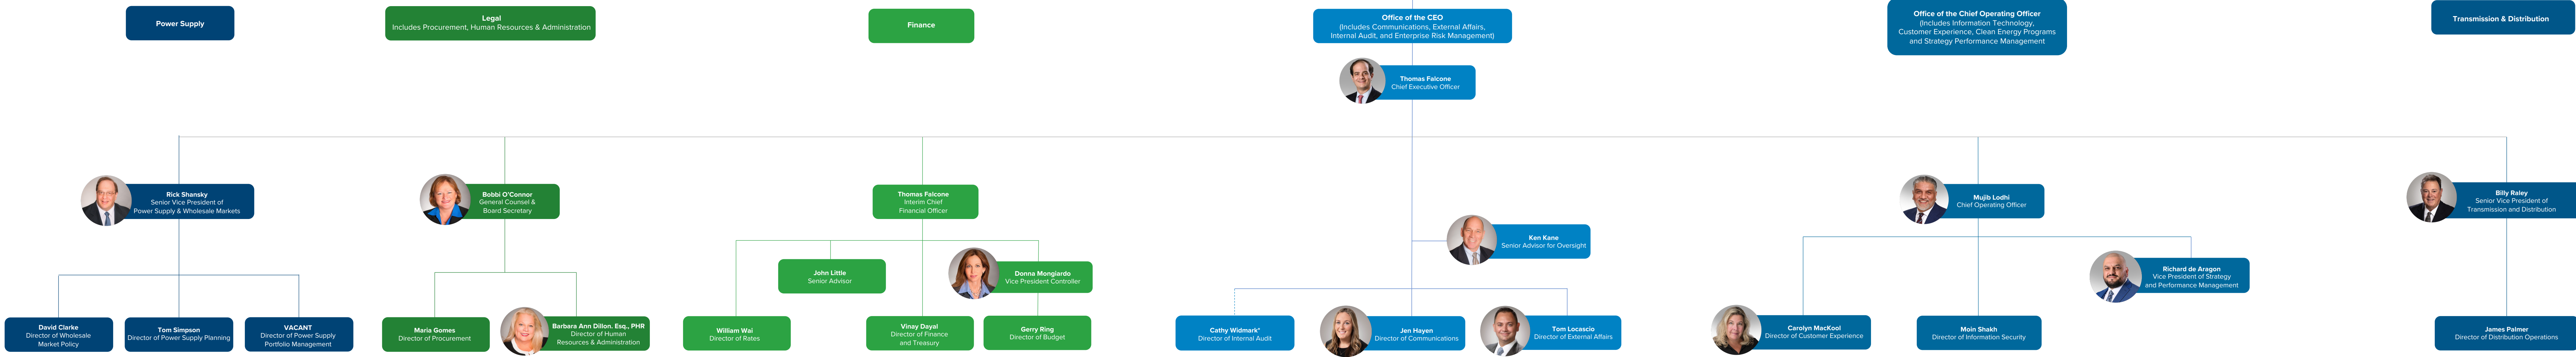 Power Supply
Legal
Includes Procurement, Human Resources & Administration
Finance
Office of the CEO
(Includes Communications, External Affairs,
Internal Audit, and Enterprise Risk Management)
Office of the Chief Operating Officer
(Includes Information Technology,
Customer Experience, Clean Energy Programs
and Strategy Performance Management
Transmission & Distribution
Thomas Falcone
Chief Executive Officer
Rick Shansky
Senior Vice President of
Power Supply & Wholesale Markets
Bobbi O'Connor
General Counsel &
Board Secretary
Thomas Falcone
Interim Chief
Financial Officer
Mujib Lodhi
Chief Operating Officer
Billy Raley
Senior Vice President of
Transmission and Distribution
Ken Kane
Senior Advisor for Oversight
John Little
Senior Advisor
Donna Mongiardo
Vice President Controller
Richard de Aragon
Vice President of Strategy
and Performance Management
David Clarke
Director of Wholesale
Market Policy
Tom Simpson
Director of Power Supply Planning
VACANT
Director of Power Supply
Portfolio Management
Maria Gomes
Director of Procurement
Barbara Ann Dillon. Esq., PHR
Director of Human
Resources & Administration
William Wai
Director of Rates
Vinay Dayal
Director of Finance
and Treasury
Gerry Ring
Director of Budget
Cathy Widmark*
Director of Internal Audit
Jen Hayen
Director of Communications
Tom Locascio
Director of External Affairs
Carolyn MacKool
Director of Customer Experience
Moin Shakh
Director of Information Security
James Palmer
Director of Distribution Operations